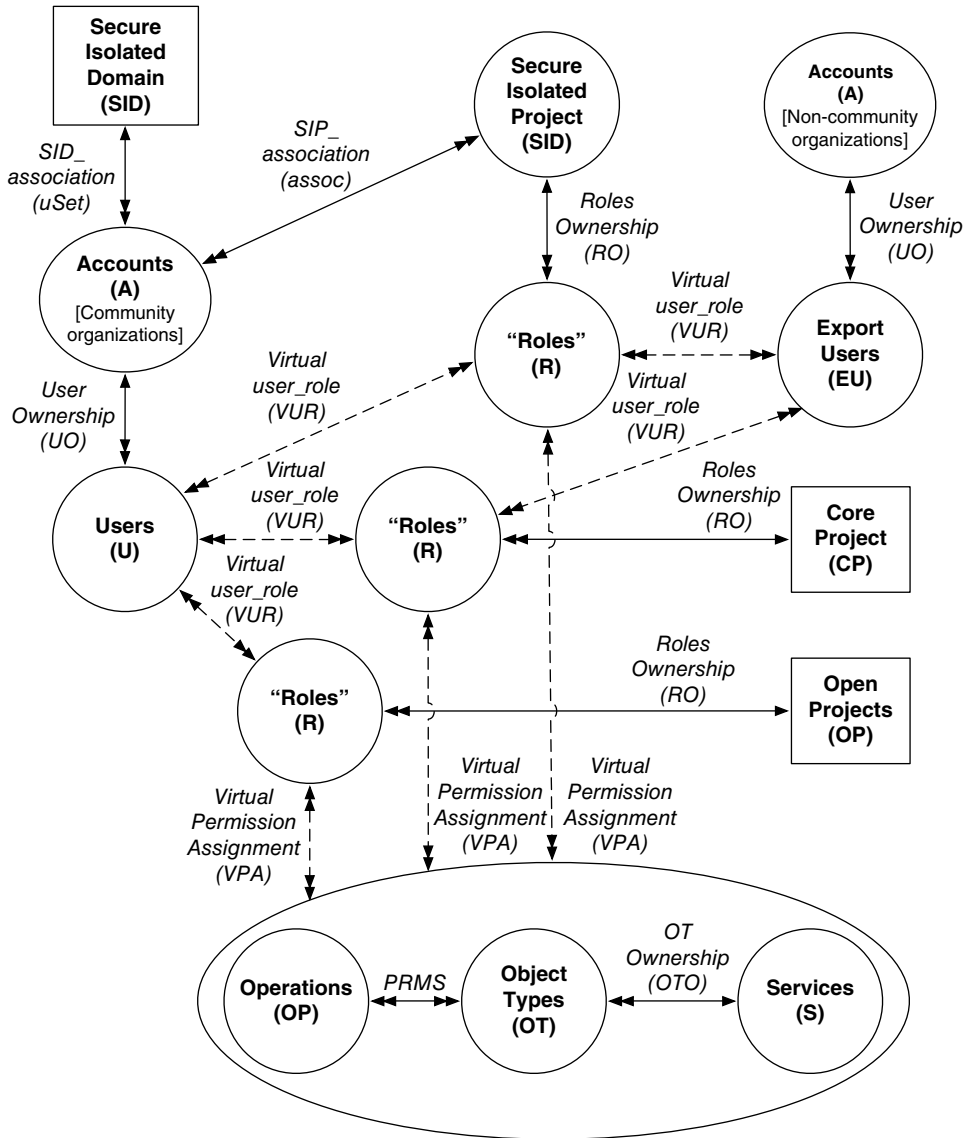 Secure
Isolated
Domain
(SID)
Secure
Isolated
Project
(SID)
Accounts
(A)
[Non-community
organizations]
SID_
association
(uSet)
SIP_
association
(assoc)
Roles
Ownership
(RO)
User
Ownership
(UO)
Accounts
(A)
[Community
organizations]
Virtual
user_role
(VUR)
“Roles”
(R)
Export
Users
(EU)
User
Ownership
(UO)
Virtual
user_role
(VUR)
Virtual
user_role
(VUR)
Users
(U)
Virtual
user_role
(VUR)
“Roles”
(R)
Roles
Ownership
(RO)
Core
Project
(CP)
Virtual
user_role
(VUR)
“Roles”
(R)
Roles
Ownership
(RO)
Open
Projects
(OP)
Virtual
Permission
Assignment
(VPA)
Virtual
Permission
Assignment
(VPA)
Virtual
Permission
Assignment
(VPA)
Operations
(OP)
PRMS
Object
Types
(OT)
OT
Ownership
(OTO)
Services
(S)